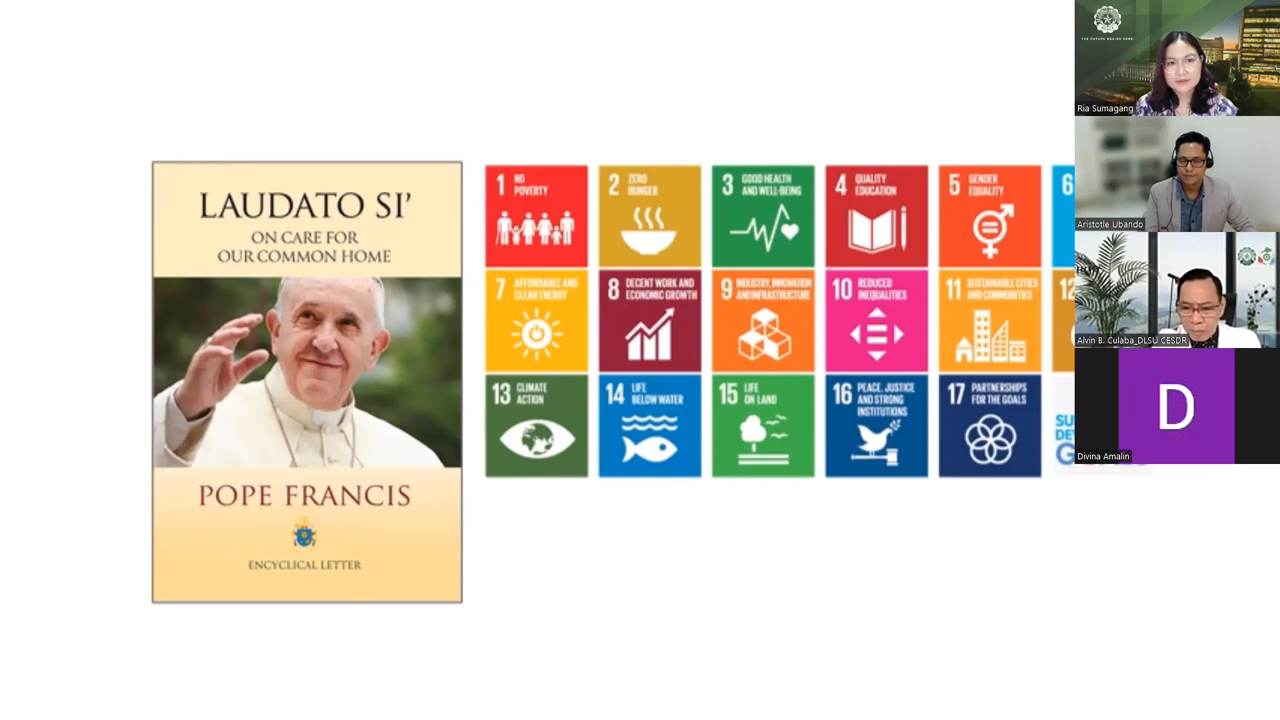 LAUDATO SI'
ON CARE FOR
OUR COMMON HOME
POPE FRANCIS
ENCYCLICAL LETTER
1 NO
POVERTY
2 ZERO
HUNGER
3 GOOD HEALTH
AND WELL-BEING
4 QUALITY
EDUCATION
5 GENDER
EQUALITY
6
7 AFFORDABLE AND
CLEAN ENERGY
8 DECENT WORK AND
ECONOMIC GROWTH
9 INDUSTRY, INNOVATION
AND INFRASTRUCTURE
10 REDUCED
INEQUALITIES
11 SUSTAINABLE CITIES
AND COMMUNITIES
12
13 CLIMATE
ACTION
14 LIFE
BELOW WATER
15 LIFE
ON LAND
16 PEACE, JUSTICE
AND STRONG
INSTITUTIONS
17 PARTNERSHIPS
FOR THE GOALS
SU
DE
G
Ria Sumagang
Aristotle Ubando
Alvin B. Culaba_DLSU CESDR
D
Divina Amalin